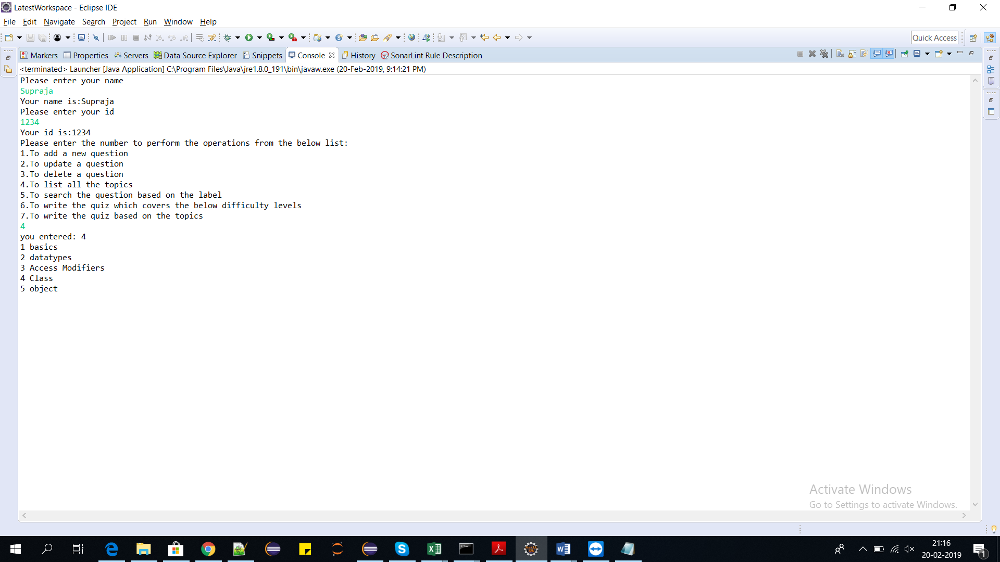 LatestWorkspace - Eclipse IDE
File Edit Navigate Search Project Run Window Help
Quick Access
Markers Properties Servers Data Source Explorer Snippets Console History SonarLint Rule Description
<terminated> Launcher [Java Application] C:\Program Files\Java\jre1.8.0_191\bin\javaw.exe (20-Feb-2019, 9:14:21 PM)
Please enter your name
Supraja
Your name is:Supraja
Please enter your id
1234
Your id is:1234
Please enter the number to perform the operations from the below list:
1.To add a new question
2.To update a question
3.To delete a question
4.To list all the topics
5.To search the question based on the label
6.To write the quiz which covers the below difficulty levels
7.To write the quiz based on the topics
4
you entered: 4
1 basics
2 datatypes
3 Access Modifiers
4 Class
5 object
Activate Windows
Go to Settings to activate Windows.
21:16
20-02-2019
1